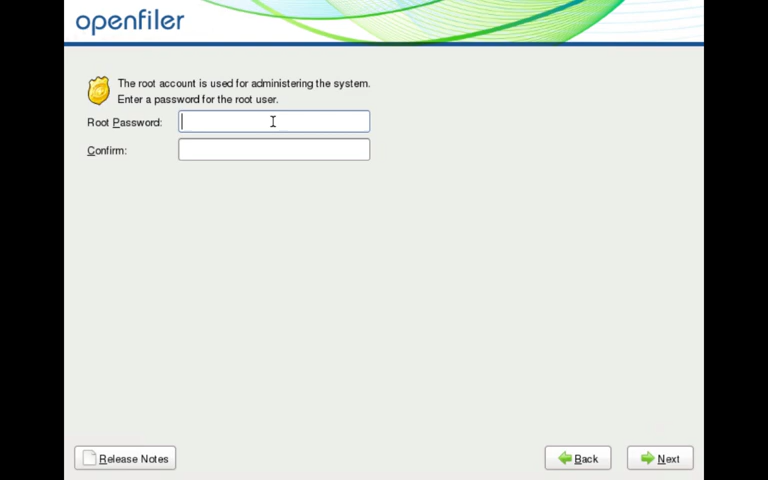 openfiler
The root account is used for administering the system.
Enter a password for the root user.
Root Password:
Confirm:
Release Notes
Back
Next